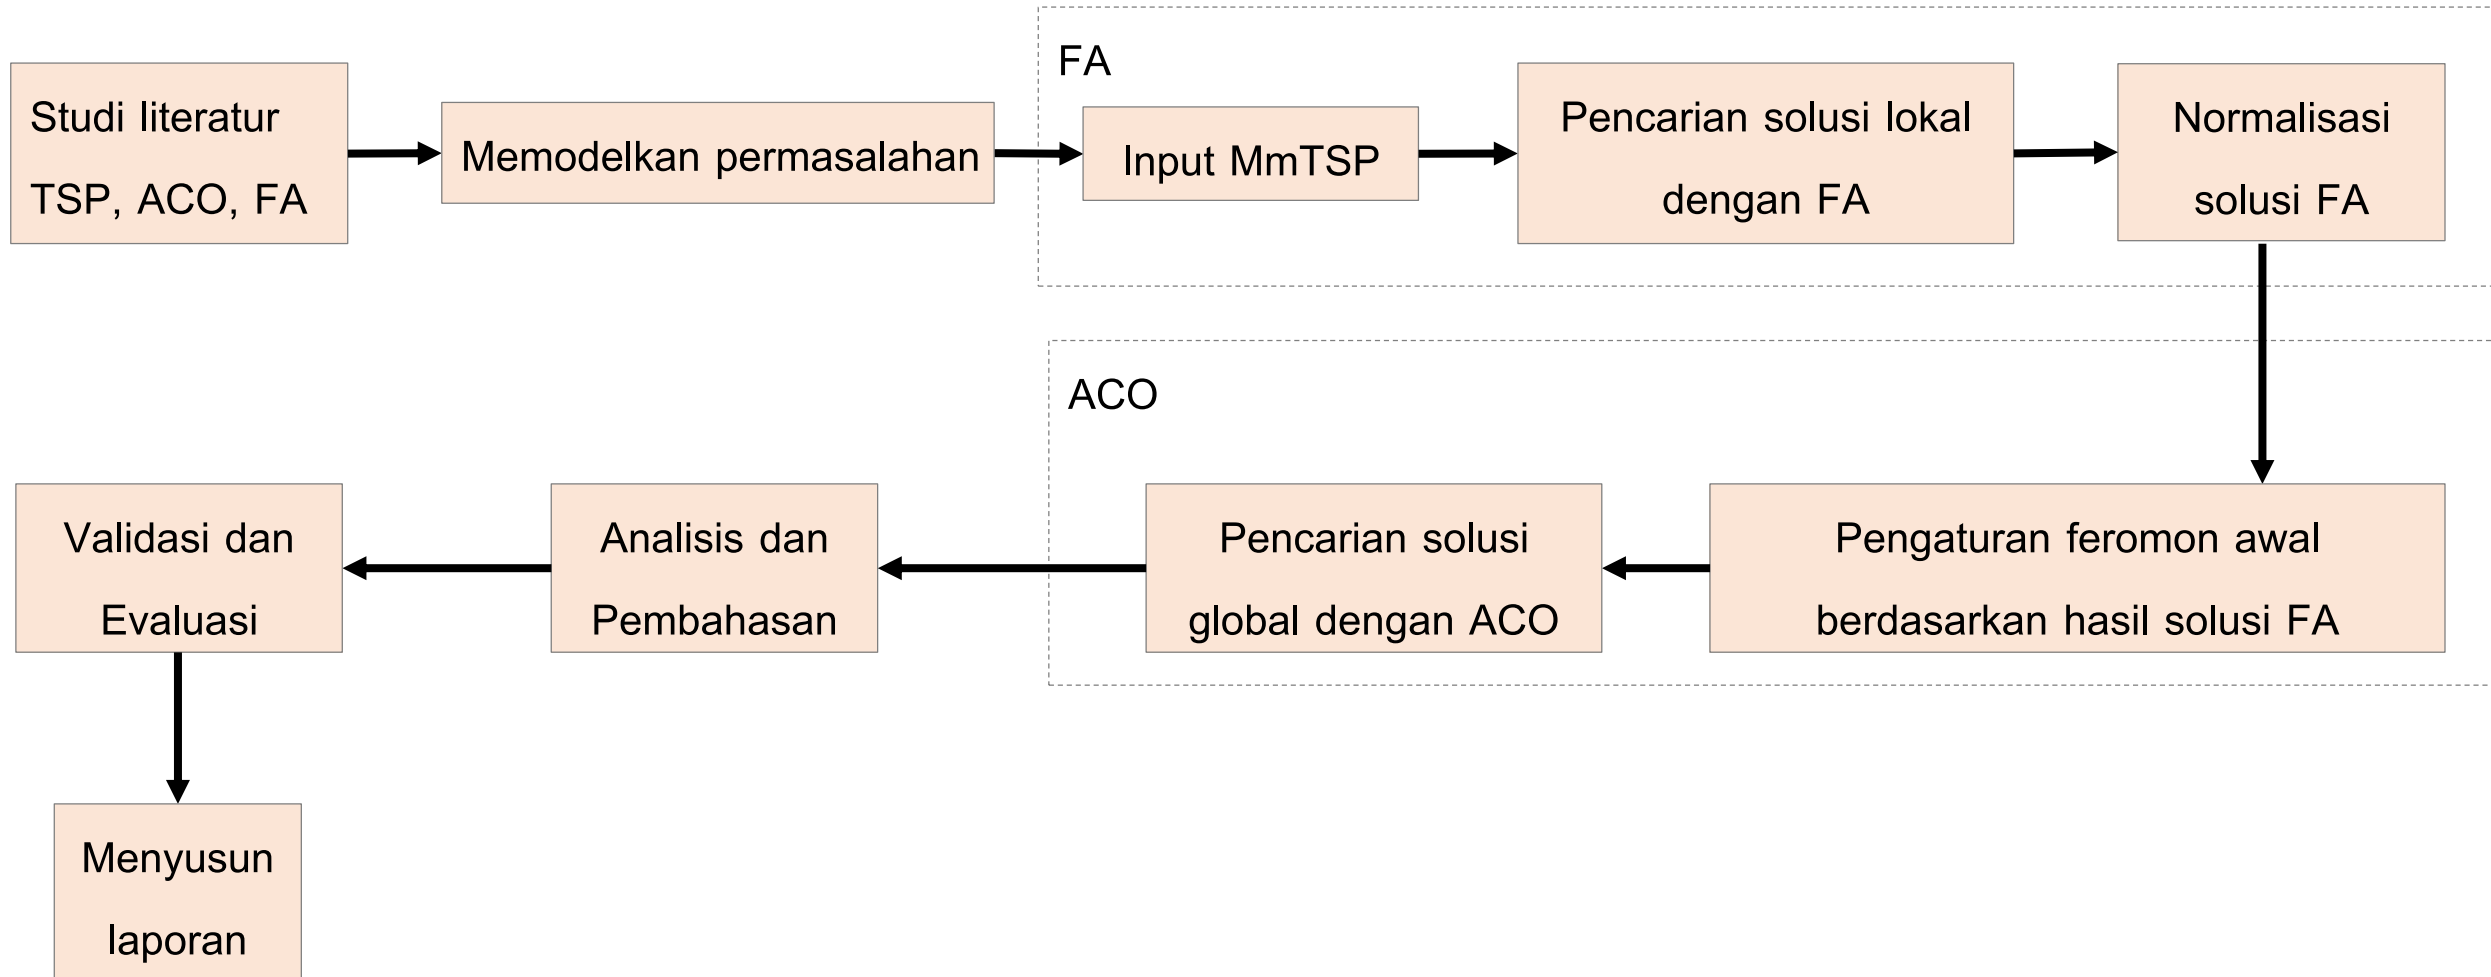 Studi literatur
TSP, ACO, FA
Memodelkan permasalahan
FA
Input MmTSP
Pencarian solusi lokal
dengan FA
Normalisasi
solusi FA
ACO
Pengaturan feromon awal
berdasarkan hasil solusi FA
Pencarian solusi
global dengan ACO
Analisis dan
Pembahasan
Validasi dan
Evaluasi
Menyusun
laporan